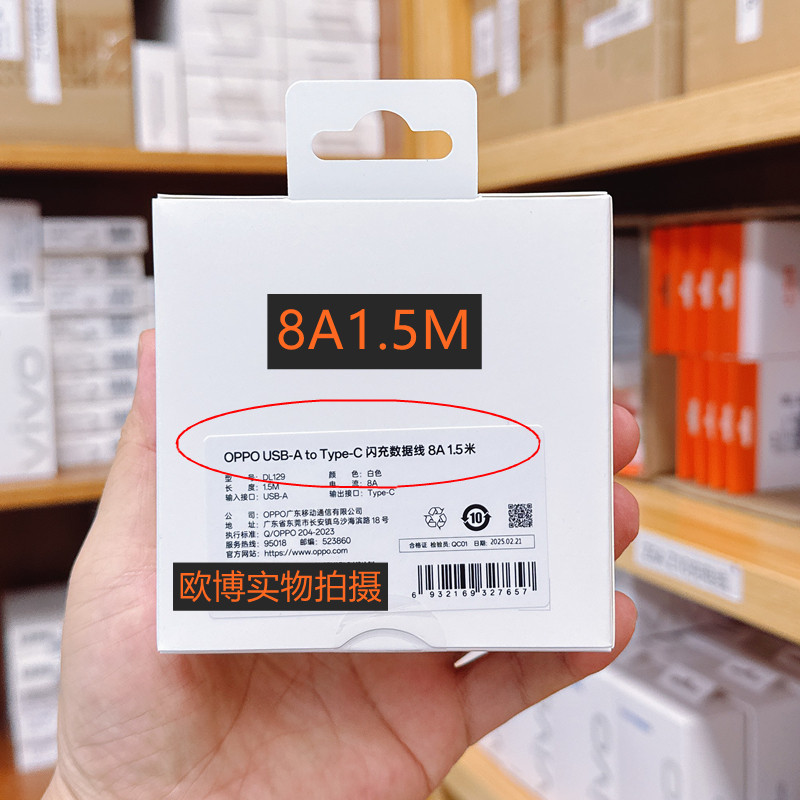 8A1.5M
OPPO USB-A to Type-C 闪充数据线 8A 1.5米
型 号：DL129 颜 色：白色
长 度：1.5M 电 流：8A
输入接口：USB-A 输出接口：Type-C
公 司：OPPO广东移动通信有限公司
地 址：广东省东莞市长安镇乌沙海滨路18号
执行标准：Q/OPPO 204-2023
服务热线：95018 邮编：523860
官方网站：https://www.oppo.com
10
合格证 检验员：QC01 日期：2025.02.21
欧博实物拍摄
6 932169 327657
vivo
vivo